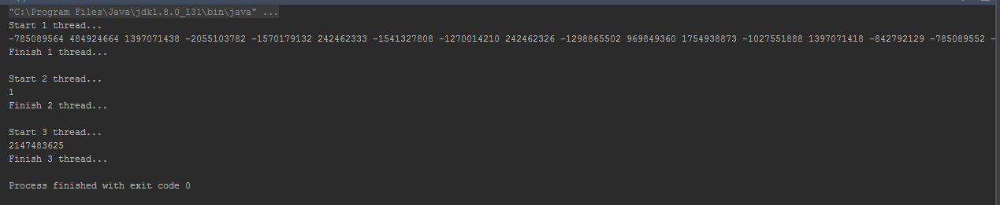 "C:\Program Files\Java\jdk1.8.0_131\bin\java" ...
Start 1 thread...
-785089564 484924664 1397071438 -2055103782 -1570179132 242462333 -1541327808 -1270014210 242462326 -1298865502 969849360 1754938873 -1027551888 1397071418 -842792129 -785089552 -
Finish 1 thread...
Start 2 thread...
1
Finish 2 thread...
Start 3 thread...
2147483625
Finish 3 thread...
Process finished with exit code 0